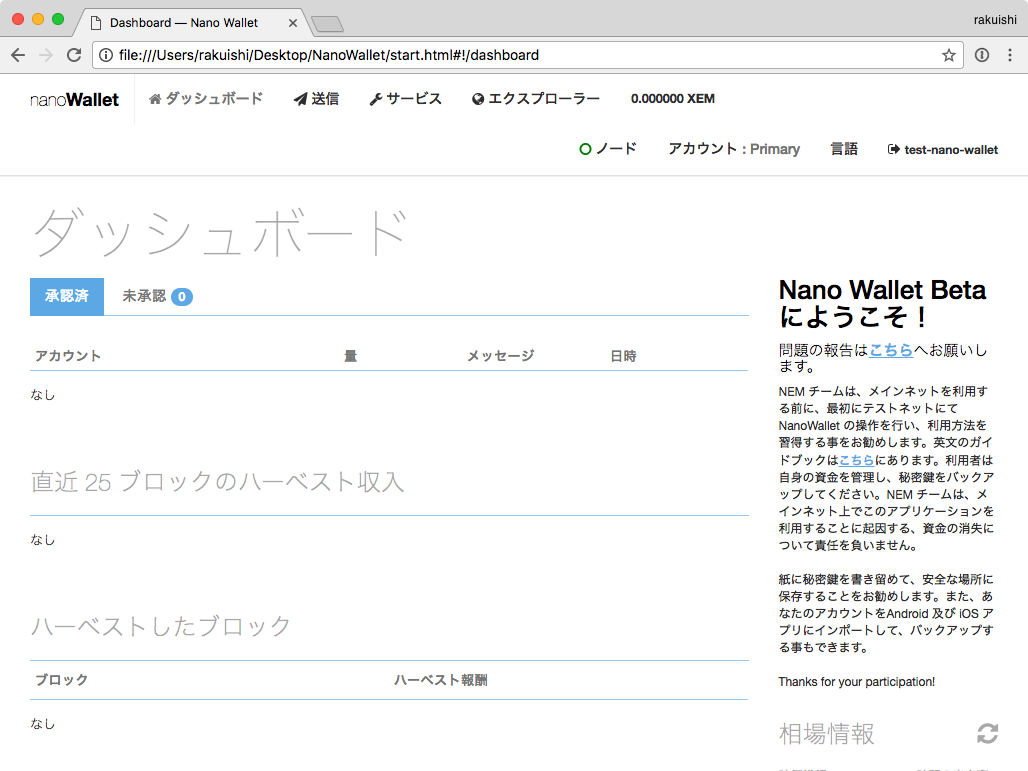 Dashboard — Nano Wallet
rakuishi
file:///Users/rakuishi/Desktop/NanoWallet/start.html#!/dashboard
nanoWallet ダッシュボード 送信 サービス エクスプローラー 0.000000 XEM
ノード アカウント : Primary 言語 test-nano-wallet
ダッシュボード
承認済 未承認 0
アカウント 量 メッセージ 日時
なし
直近 25 ブロックのハーベスト収入
なし
ハーベストしたブロック
ブロック ハーベスト報酬
なし
Nano Wallet Beta
にようこそ！
問題の報告はこちらへお願いし
ます。
NEM チームは、メインネットを利用す
る前に、最初にテストネットにて
NanoWallet の操作を行い、利用方法を
習得する事をお勧めします。英文のガイ
ドブックはこちらにあります。利用者は
自身の資金を管理し、秘密鍵をバックア
ップしてください。NEM チームは、メ
インネット上でこのアプリケーションを
利用することに起因する、資金の消失に
ついて責任を負いません。
紙に秘密鍵を書き留めて、安全な場所に
保存することをお勧めします。また、あ
なたのアカウントをAndroid 及び iOS ア
プリにインポートして、バックアップす
る事もできます。
Thanks for your participation!
相場情報